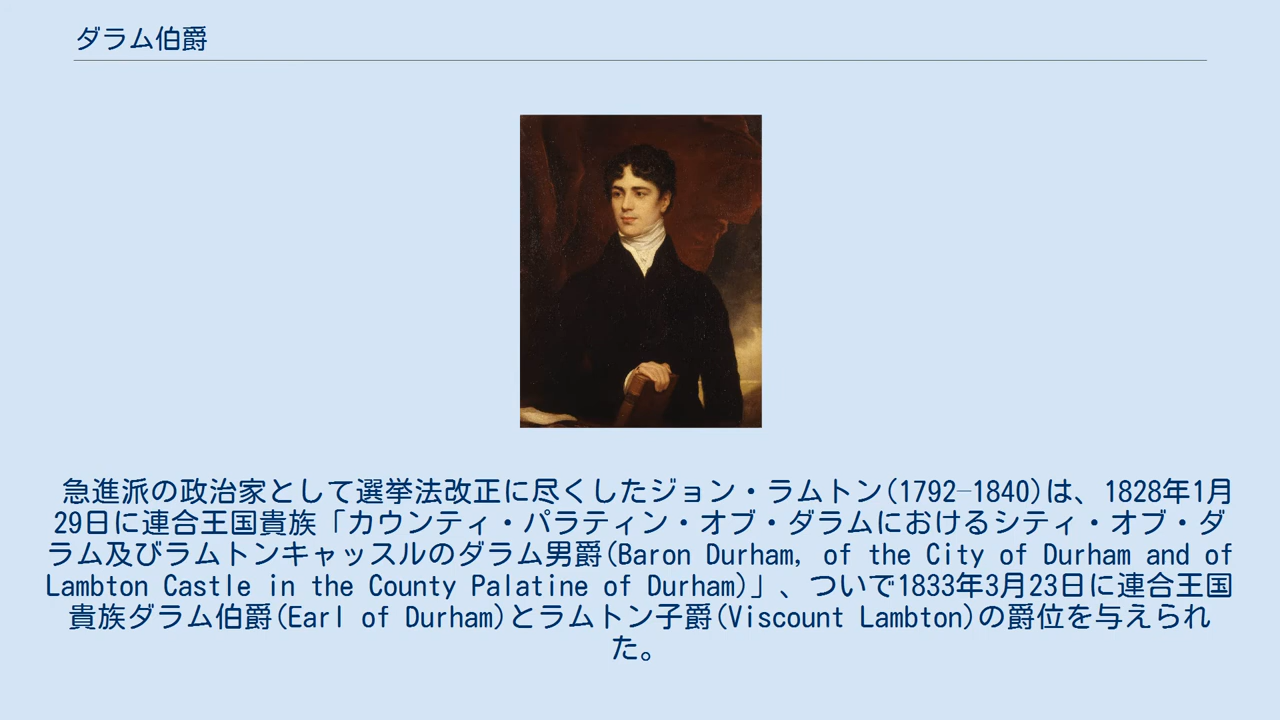 ダラム伯爵
急進派の政治家として選挙法改正に尽くしたジョン・ラムトン(1792–1840)は、1828年1月
29日に連合王国貴族「カウンティ・パラティン・オブ・ダラムにおけるシティ・オブ・ダ
ラム及びラムトンキャッスルのダラム男爵(Baron Durham, of the City of Durham and of
Lambton Castle in the County Palatine of Durham)」、ついで1833年3月23日に連合王国
貴族ダラム伯爵(Earl of Durham)とラムトン子爵(Viscount Lambton)の爵位を与えられ
た。